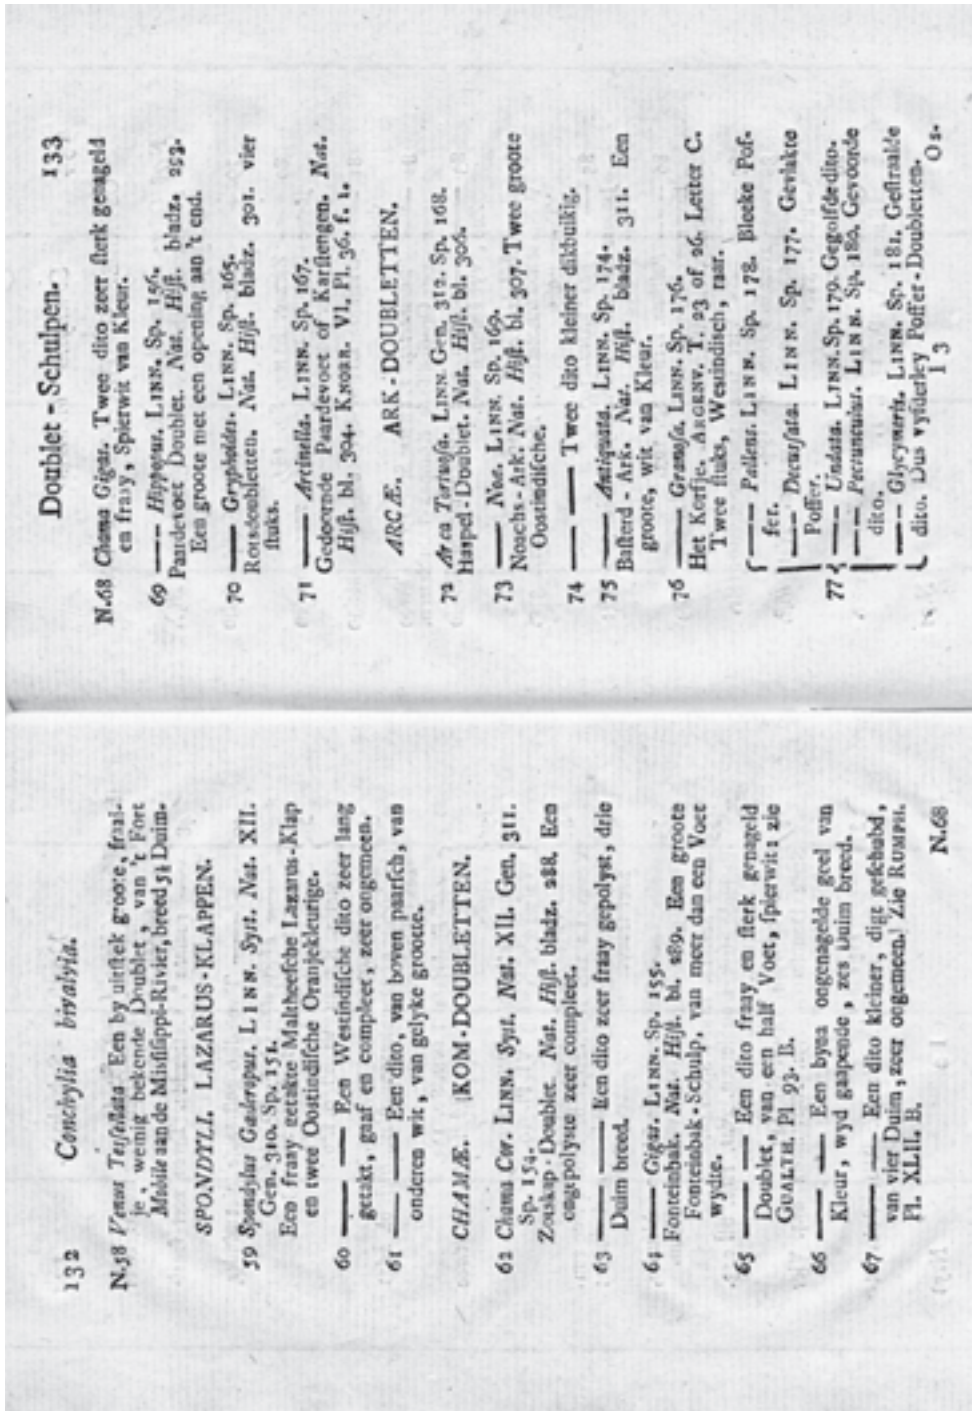 132 Conchylia bivalvia.
N.58 Venus Tessellata Een by uitstek groote, fraai-
je, weinig bekende Doublet, van 't Fort
Mobile aan de Missisippi-Rivier, breed 5½ Duim.
SPONDYLI. LAZARUS-KLAPPEN.
59 Spondylus Gaderopus. LINN. Syst. Nat. XII.
Gen. 310. Sp. 151.
Een fraay getakte Maltheesche Lazarus-Klap
en twee Oostindische Oranjekleurige.
60 —— Een Westindische dito zeer lang
getakt, gaaf en compleet, zeer ongemeen.
61 —— —— Een dito, van boven paarsch, van
onderen wit, van gelyke groote.
CHAMÆ. KOM-DOUBLETTEN.
62 Chama Cor. LINN. Syst. Nat. XII. Gen. 311.
Sp. 154.
Zotskap-Doublet. Nat. Hist. bladz. 288. Een
ongepolyste zeer compleet.
63 —— —— Een dito zeer fraay gepolyst, drie
Duim breed.
64 —— Gigas. LINN. Sp. 155.
Fonteinbak. Nat. Hist. bl. 289. Een groote
Fonteinbak-Schulp, van meer dan een Voet
wydte.
65 —— —— Een dito fraay en sterk genageld
Doublet, van een half Voet, spierwit: zie
GUALTH. Pl 93. B.
66 —— —— Een byna ongenagelde geel van
Kleur, wyd gaapende, zes Duim breed.
67 —— —— Een dito kleiner, digt geschubd,
van vier Duim, zeer ongemeen. Zie RUMPH.
Pl. XLII. B.
N.68
Doublet-Schulpen. 133
N.68 Chama Gigas. Twee dito zeer sterk genageld
en fraay, Spierwit van Kleur.
69 —— Hippopus. LINN. Sp. 156.
Paardevoet Doublet. Nat. Hist. bladz. 293.
Een groote met een opening aan 't end.
70 —— Gryphoides. LINN. Sp. 165.
Rotsdoubletten. Nat. Hist. bladz. 301. vier
stuks.
71 —— Arcinella. LINN. Sp. 167.
Gedoornde Paardevoet of Karstengen. Nat.
Hist. bl. 304. KNORR. VI. Pl. 36. f. 1.
ARCÆ. ARK-DOUBLETTEN.
72 Arca Tortuosa. LINN Gen. 312. Sp. 168.
Haspel-Doublet. Nat. Hist. bl. 306.
73 —— Noæ. LINN. Sp. 169.
Noachs-Ark. Nat. Hist. bl. 307. Twee groote
Oostindische.
74 —— —— Twee dito kleiner dikbuikig.
75 —— Antiquata. LINN. Sp. 174.
Basterd-Ark. Nat. Hist. bladz. 311. Een
groote, wit van Kleur.
76 —— Granosa. LINN. Sp. 176.
Het Korfje. ARGENV. T. 23 of 26. Letter C.
Twee stuks, Westindisch, raar.
—— Pallens. LINN. Sp. 178. Bleeke Pof-
fer.
—— Decussata. LINN. Sp. 177. Gevlakte
Poffer.
77 —— Undata. LINN. Sp. 179. Gegolfde dito.
—— Pectunculus. LINN. Sp. 180. Gevoorde
dito.
—— Glycymeris. LINN. Sp. 181. Gestraalde
dito. Dus vyfderley Poffer-Doubletten.
I 3 Os-